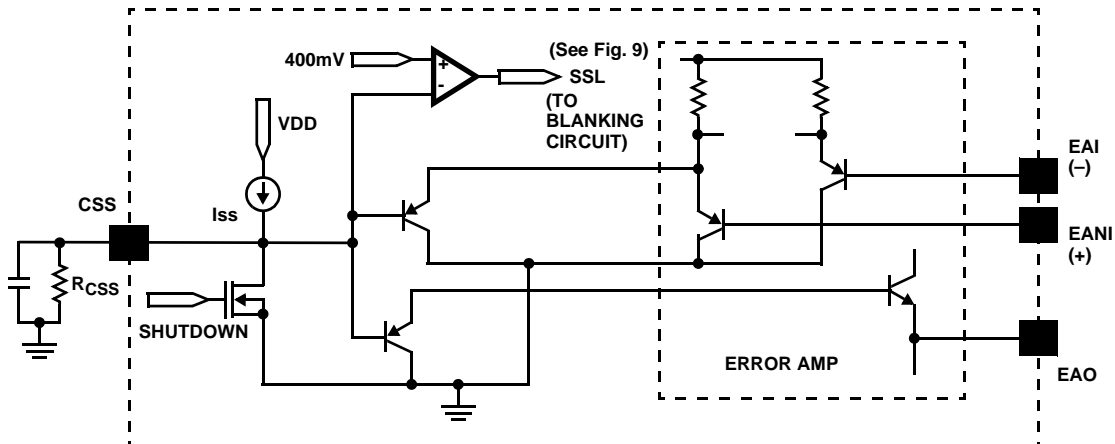 400mV
+
-
(See Fig. 9)
SSL
(TO
BLANKING
CIRCUIT)
VDD
EAI
(–)
CSS
ISS
EANI
(+)
RCSS
SHUTDOWN
ERROR AMP
EAO